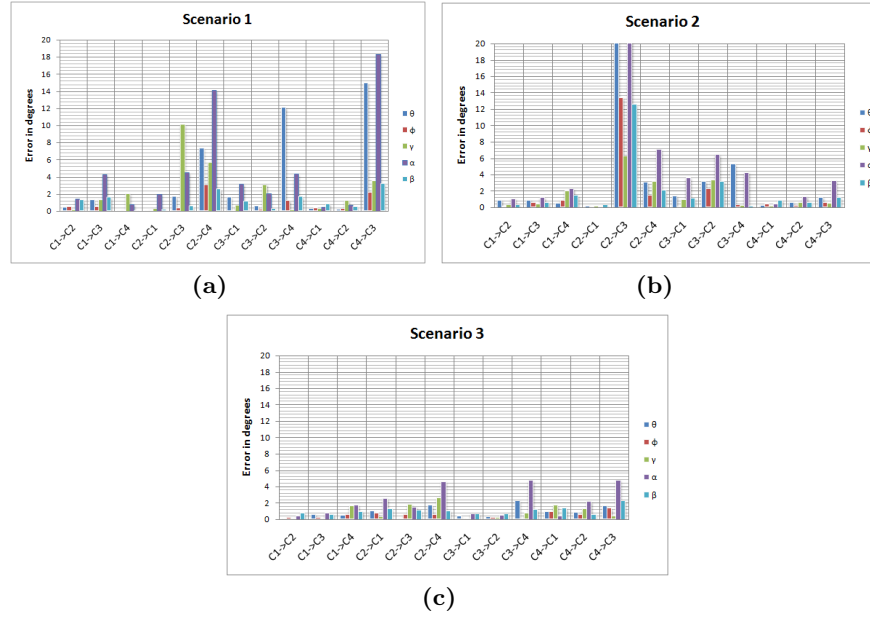 Scenario 1
Error in degrees
20
18
16
14
12
10
8
6
4
2
0
C1->C2
C1->C3
C1->C4
C2->C1
C2->C3
C2->C4
C3->C1
C3->C2
C3->C4
C4->C1
C4->C2
C4->C3
θ
ф
γ
α
β
(a)
Scenario 2
Error in degrees
20
18
16
14
12
10
8
6
4
2
0
C1->C2
C1->C3
C1->C4
C2->C1
C2->C3
C2->C4
C3->C1
C3->C2
C3->C4
C4->C1
C4->C2
C4->C3
θ
ф
γ
α
β
(b)
Scenario 3
Error in degrees
20
18
16
14
12
10
8
6
4
2
0
C1->C2
C1->C3
C1->C4
C2->C1
C2->C3
C2->C4
C3->C1
C3->C2
C3->C4
C4->C1
C4->C2
C4->C3
θ
ф
γ
α
β
(c)